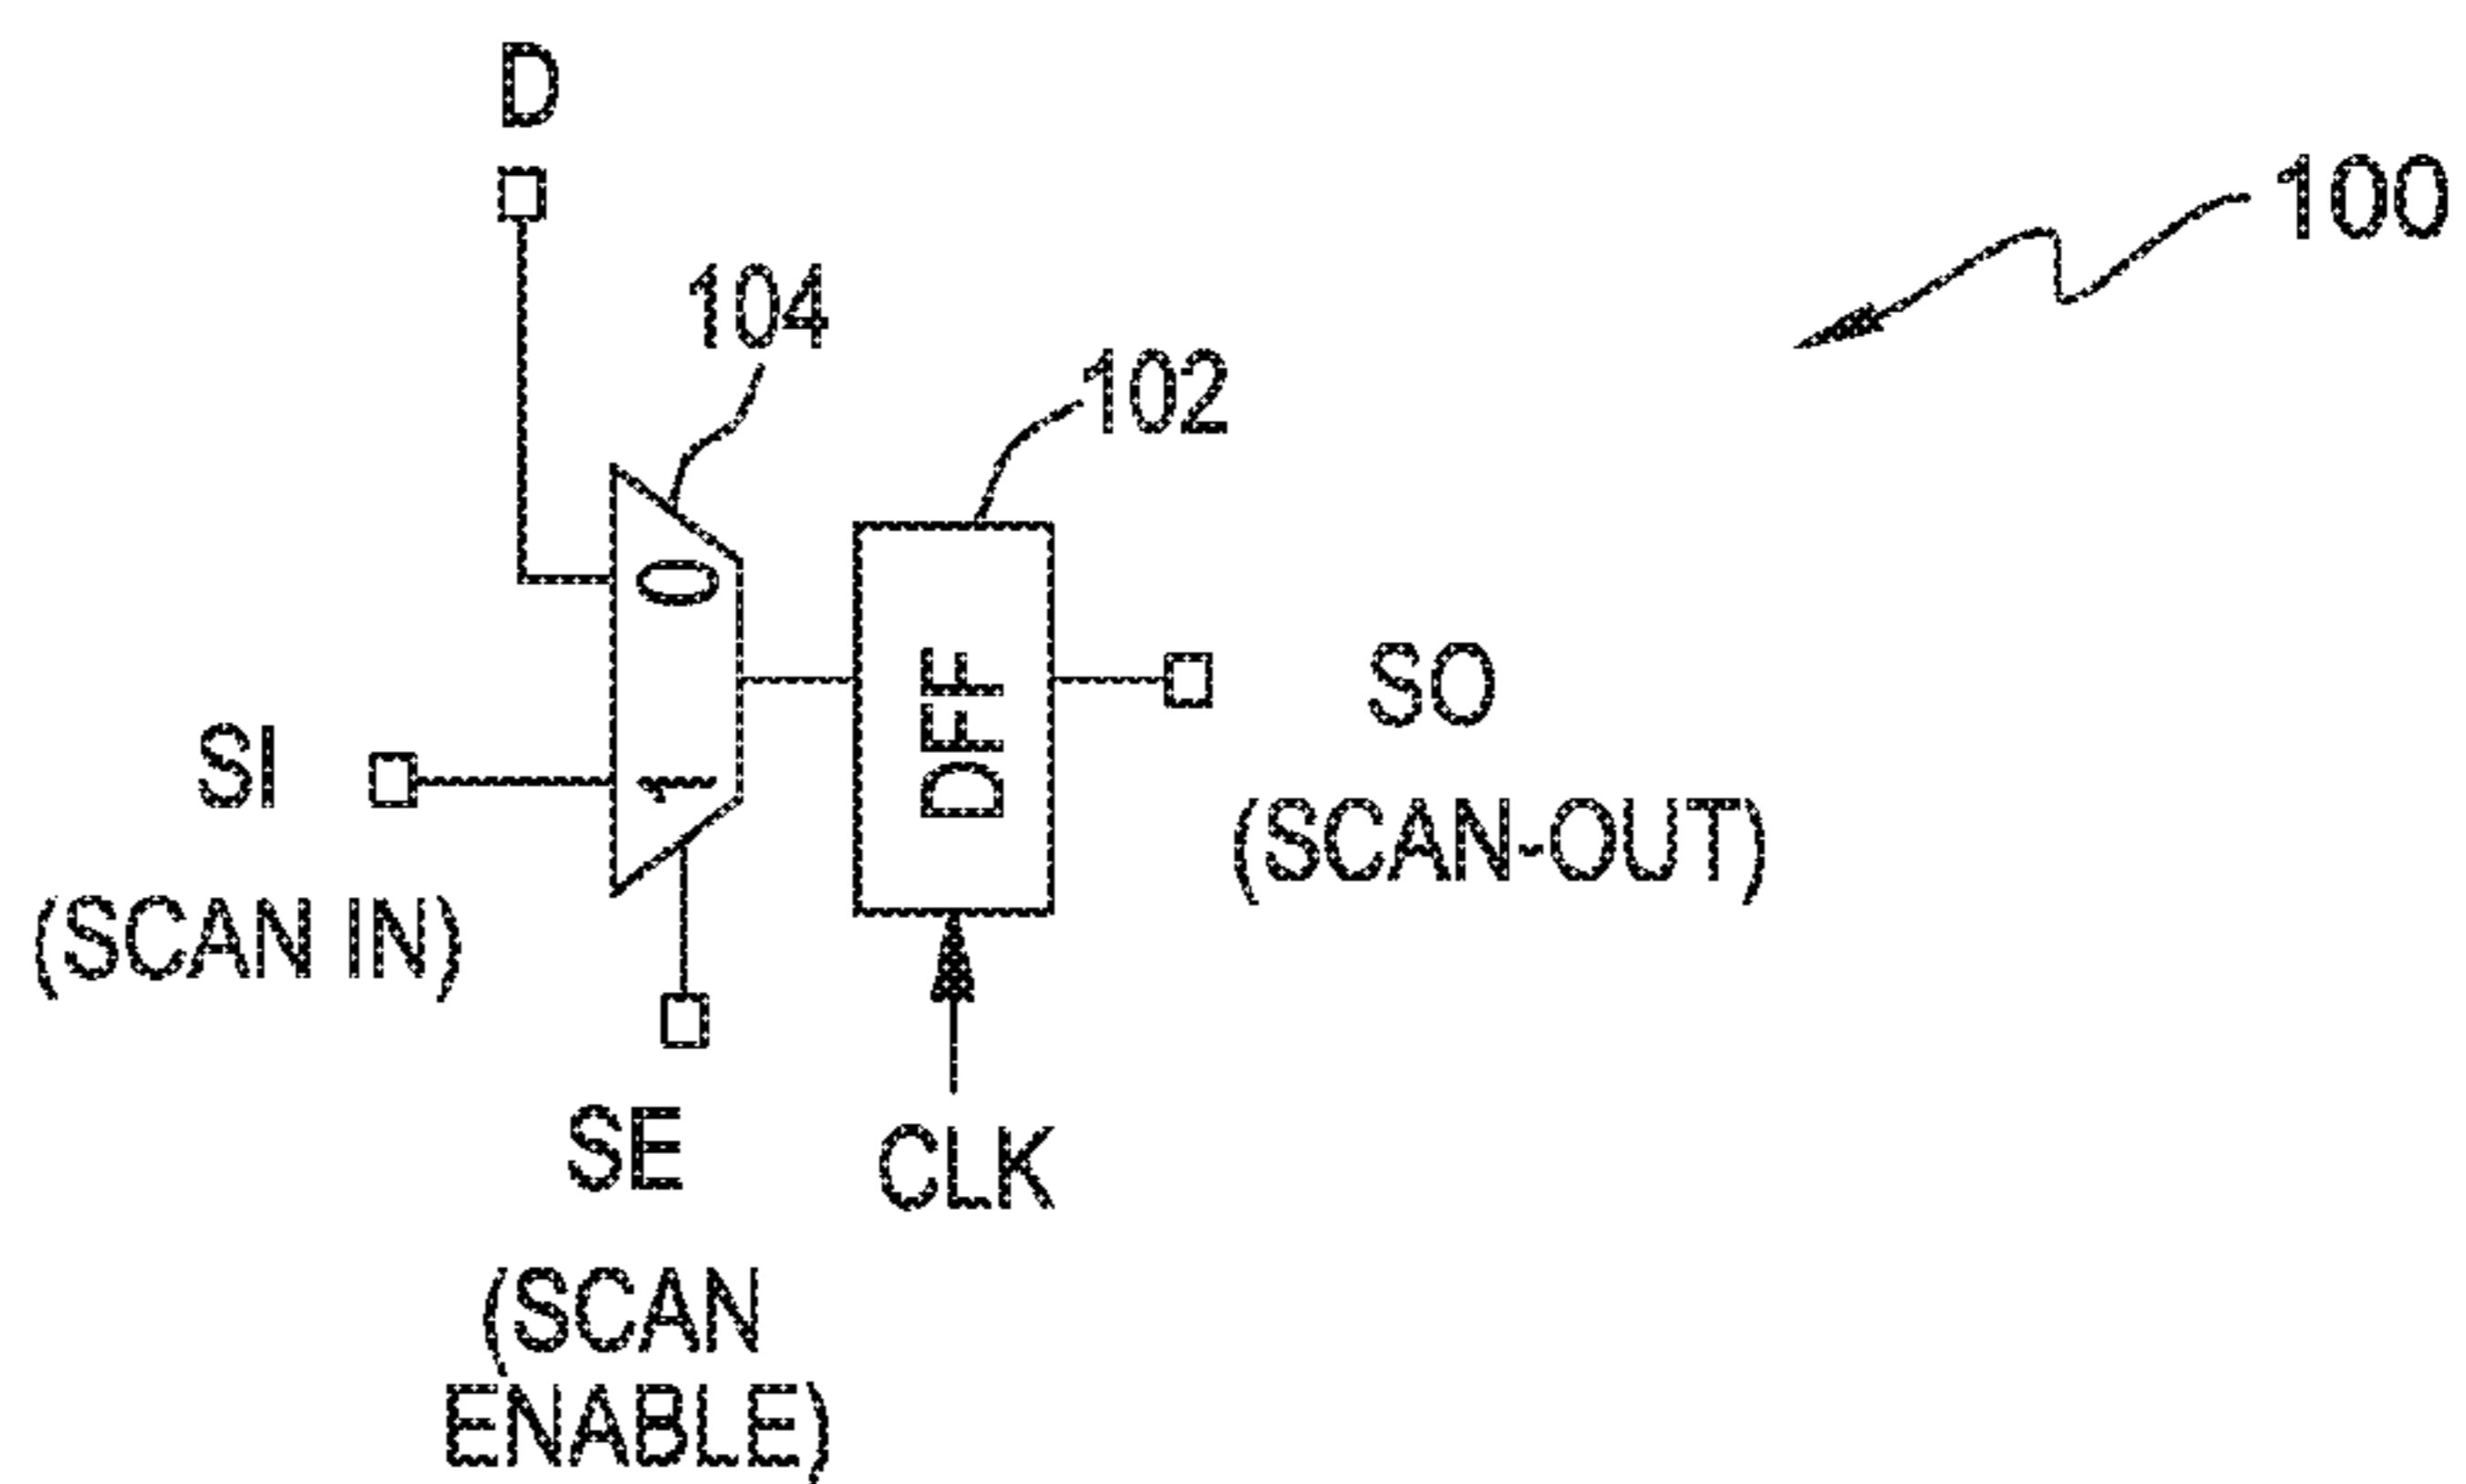 D
100
104
102
0
1
DFF
SI
(SCAN IN)
SO
(SCAN-OUT)
SE
(SCAN
ENABLE)
CLK